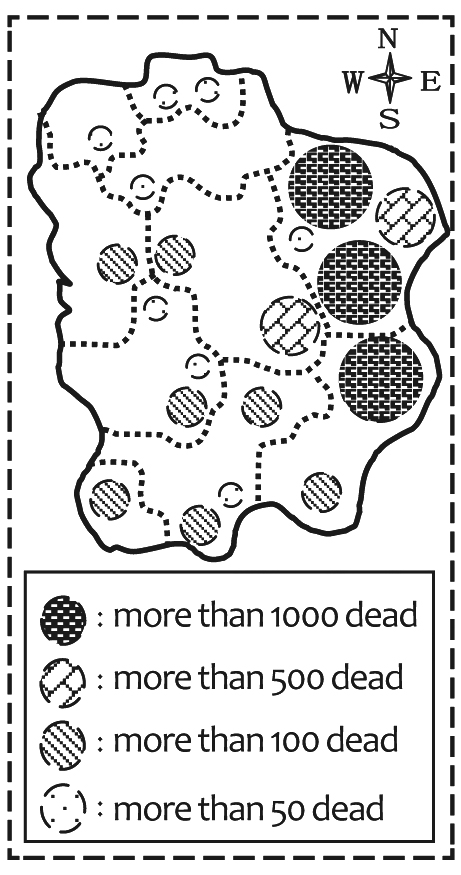 N
W E
S
: more than 1000 dead
: more than 500 dead
: more than 100 dead
: more than 50 dead